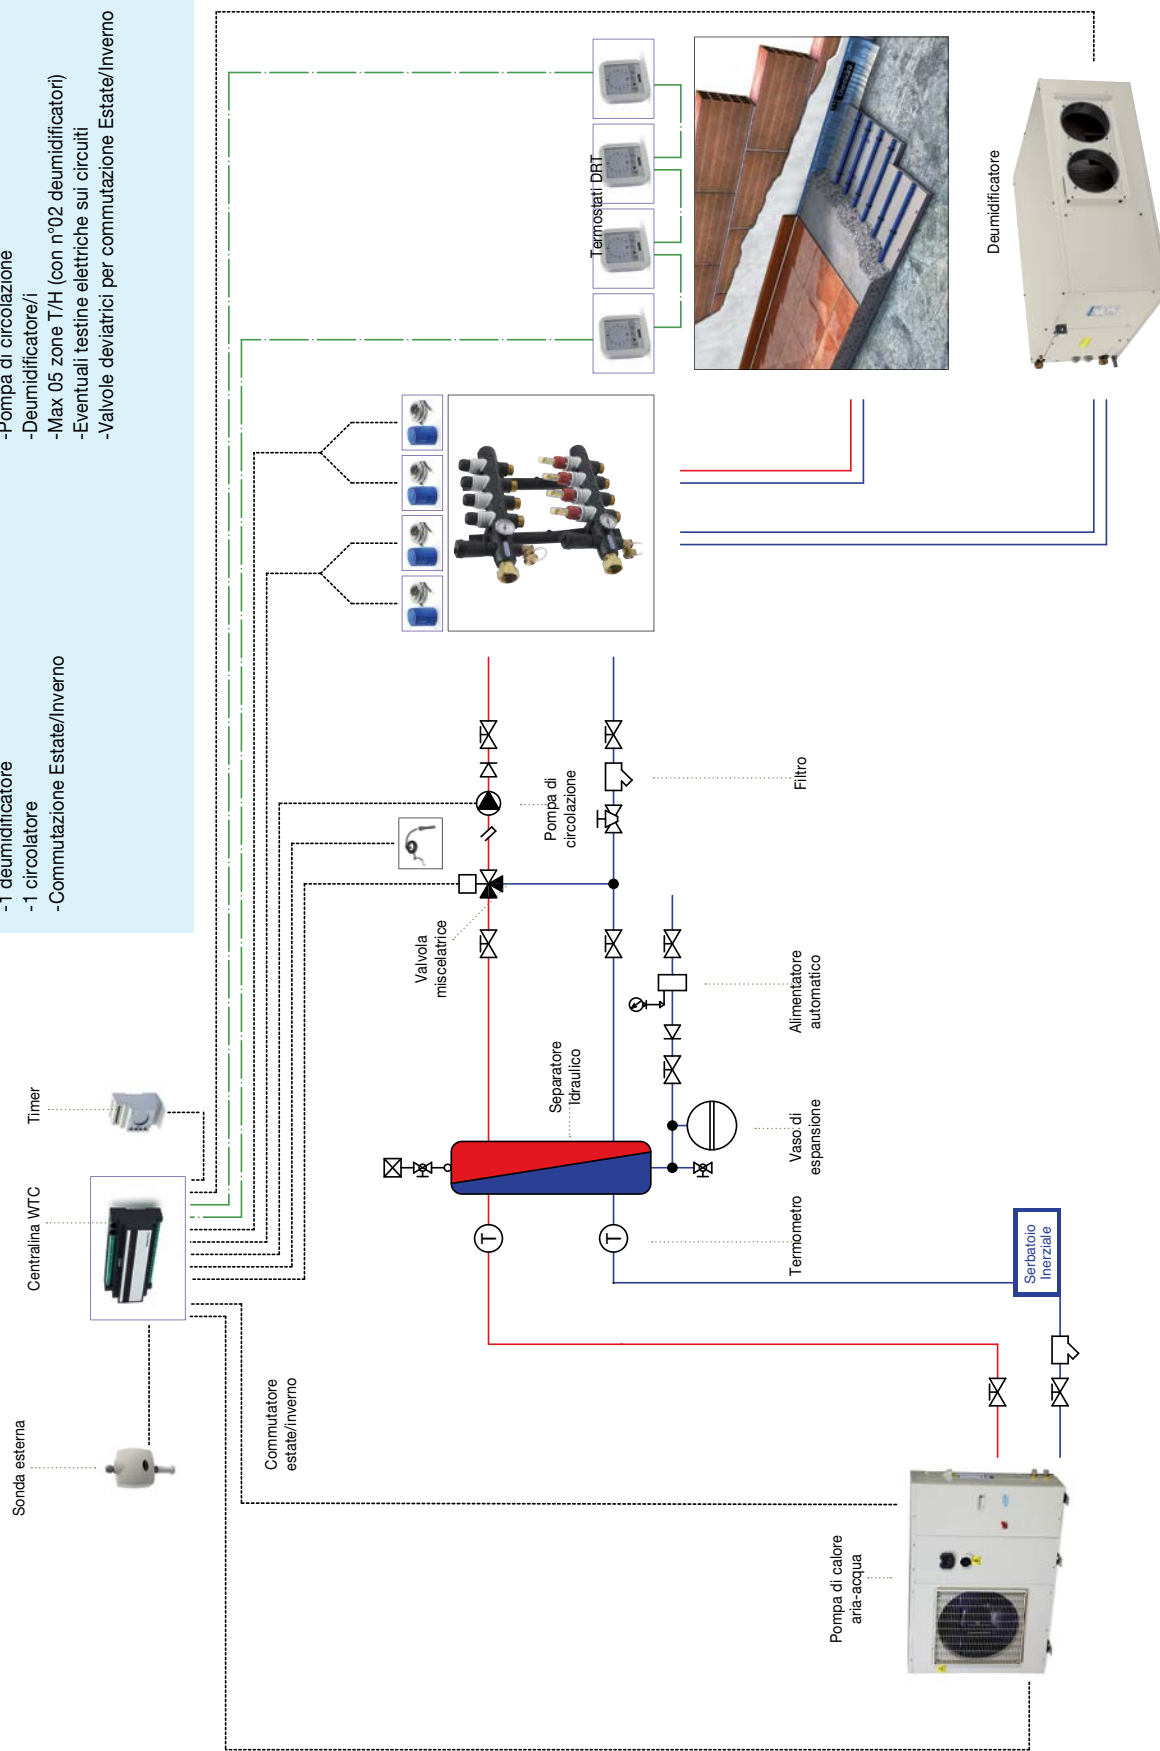 -1 deumidificatore
-1 circolatore
-Commutazione Estate/Inverno
-Pompa di circolazione
-Deumidificatore/i
-Max 05 zone T/H (con n°02 deumidificatori)
-Eventuali testine elettriche sui circuiti
-Valvole deviatrici per commutazione Estate/Inverno
Sonda esterna
Centralina WTC
Timer
Commutatore
estate/inverno
Valvola
miscelatrice
Pompa di
circolazione
Separatore
Idraulico
Termostati DRT
T
T
Termometro
Vaso di
espansione
Alimentatore
automatico
Filtro
Pompa di calore
aria-acqua
Serbatoio
Inerziale
Deumidificatore